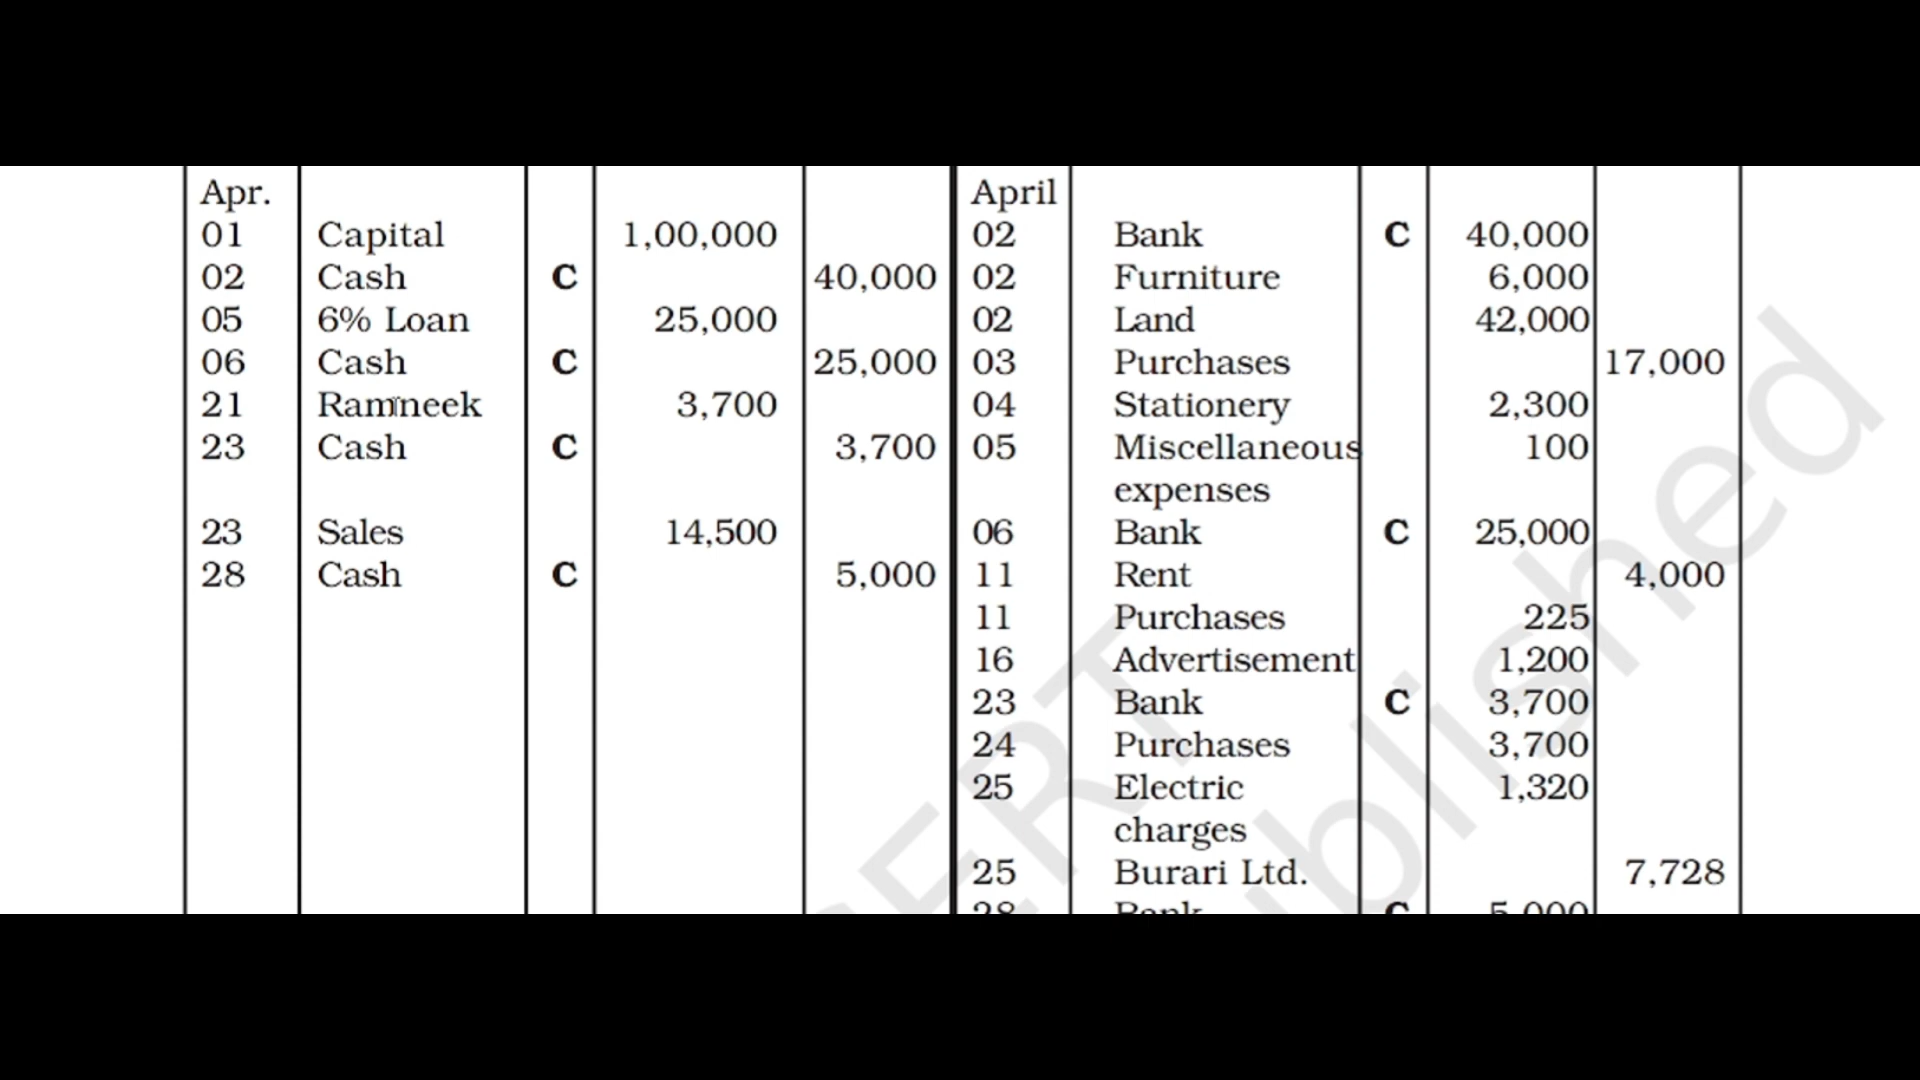 Apr. April
01 Capital 1,00,000 02 Bank C 40,000
02 Cash C 40,000 02 Furniture 6,000
05 6% Loan 25,000 02 Land 42,000
06 Cash C 25,000 03 Purchases 17,000
21 Ramneek 3,700 04 Stationery 2,300
23 Cash C 3,700 05 Miscellaneous 100
expenses
23 Sales 14,500 06 Bank C 25,000
28 Cash C 5,000 11 Rent 4,000
11 Purchases 225
16 Advertisement 1,200
23 Bank C 3,700
24 Purchases 3,700
25 Electric 1,320
charges
25 Burari Ltd. 7,728
28 Bank C 5,000